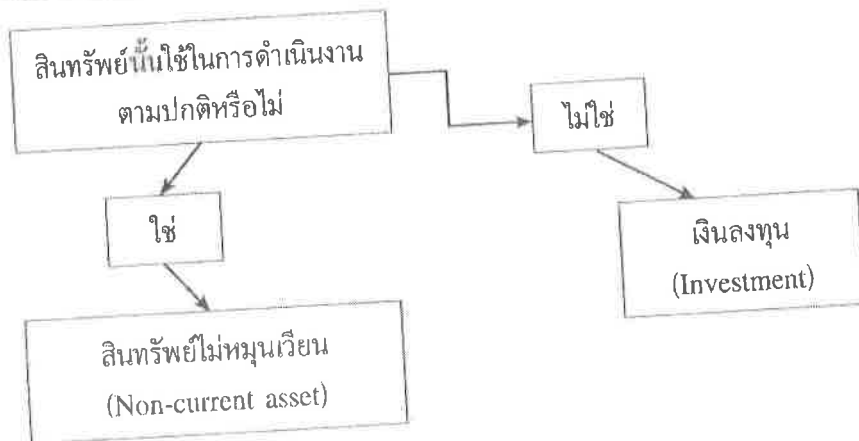 สินทรัพย์นั้นใช้ในการดำเนินงาน
ตามปกติหรือไม่
ไม่ใช่
ใช่
เงินลงทุน
(Investment)
สินทรัพย์ไม่หมุนเวียน
(Non-current asset)